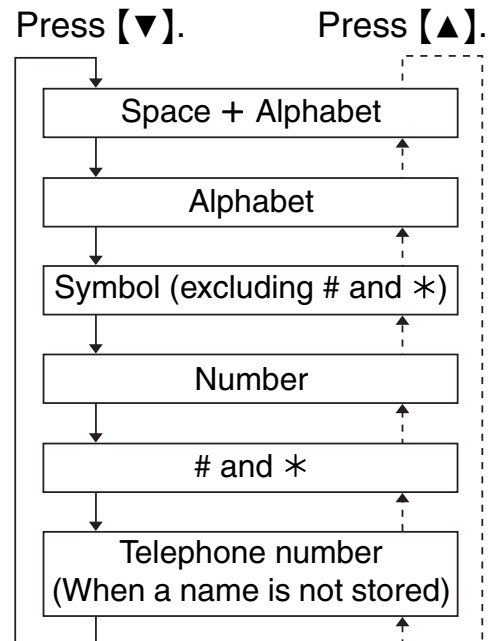 Press【▼】. Press【▲】.
Space + Alphabet
Alphabet
Symbol (excluding # and ＊)
Number
# and ＊
Telephone number
(When a name is not stored)